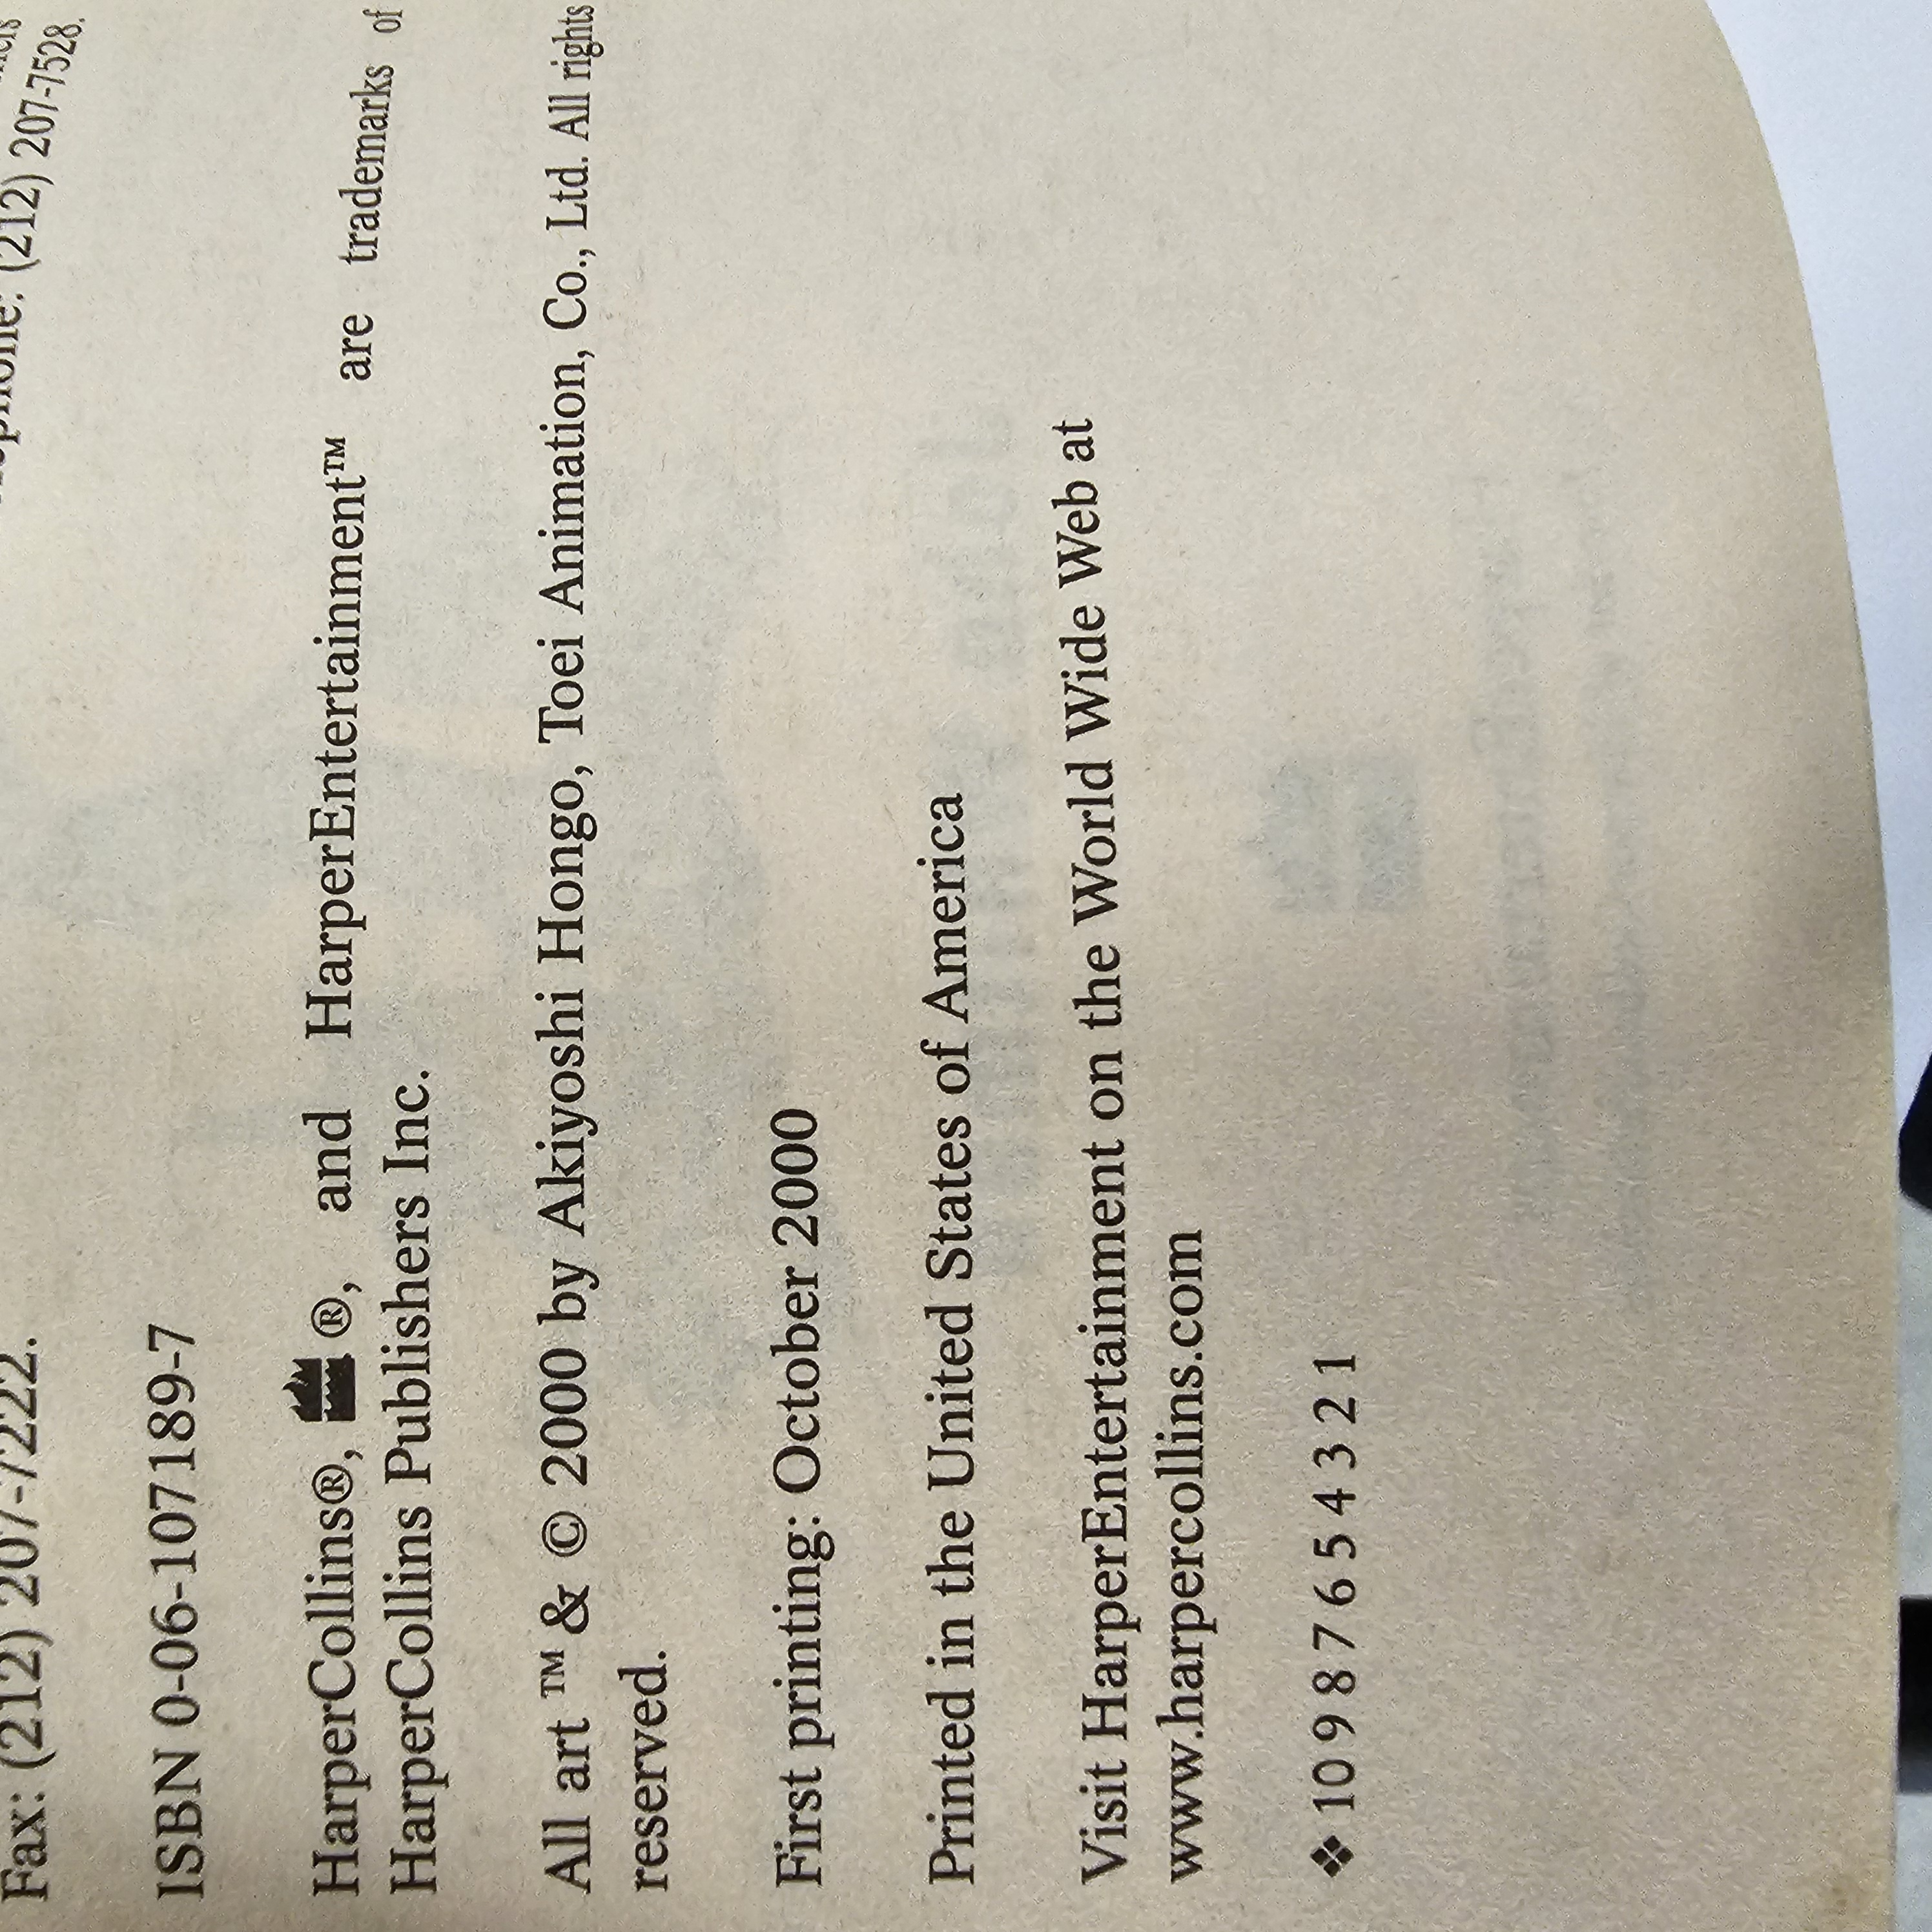 Fax: (212) 207-7222.
(212) 207-7528.
ISBN 0-06-107189-7
HarperCollins®, ®, and HarperEntertainment™ are trademarks of
HarperCollins Publishers Inc.
All art ™ & © 2000 by Akiyoshi Hongo, Toei Animation, Co., Ltd. All rights
reserved.
First printing: October 2000
Printed in the United States of America
Visit HarperEntertainment on the World Wide Web at
www.harpercollins.com
❖ 10 9 8 7 6 5 4 3 2 1